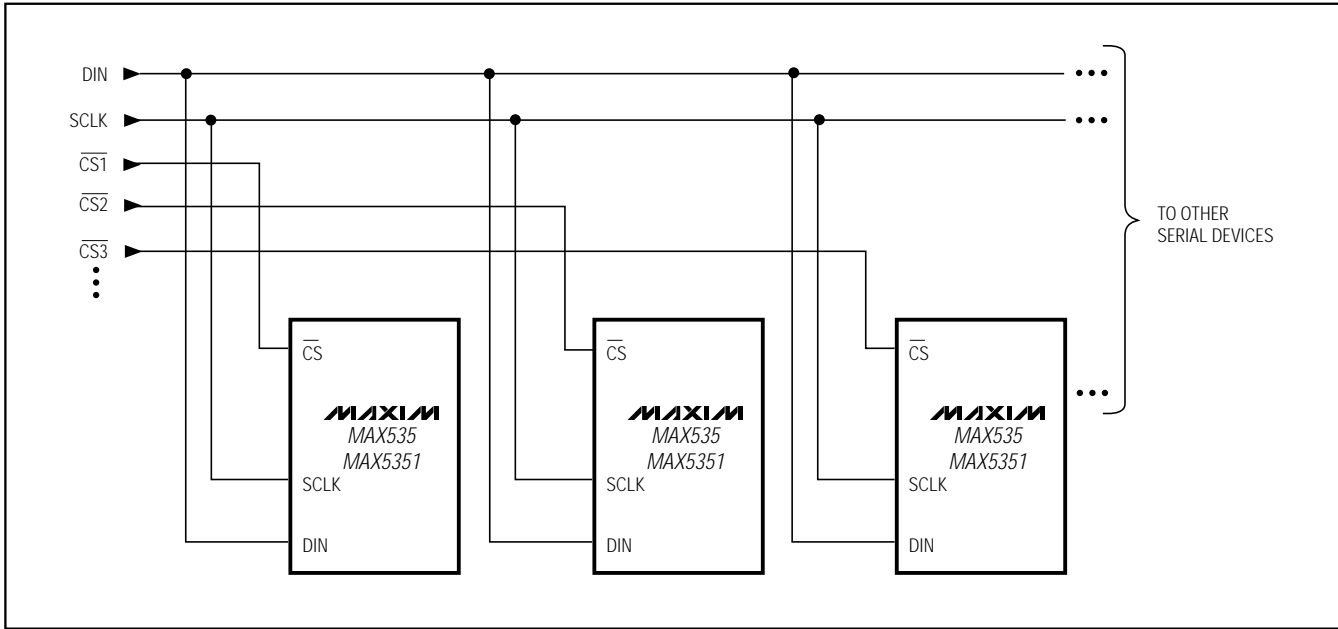 DIN
SCLK
CS1
CS2
CS3
TO OTHER
SERIAL DEVICES
CS
MAXIM
MAX535
MAX5351
SCLK
DIN
CS
MAXIM
MAX535
MAX5351
SCLK
DIN
CS
MAXIM
MAX535
MAX5351
SCLK
DIN